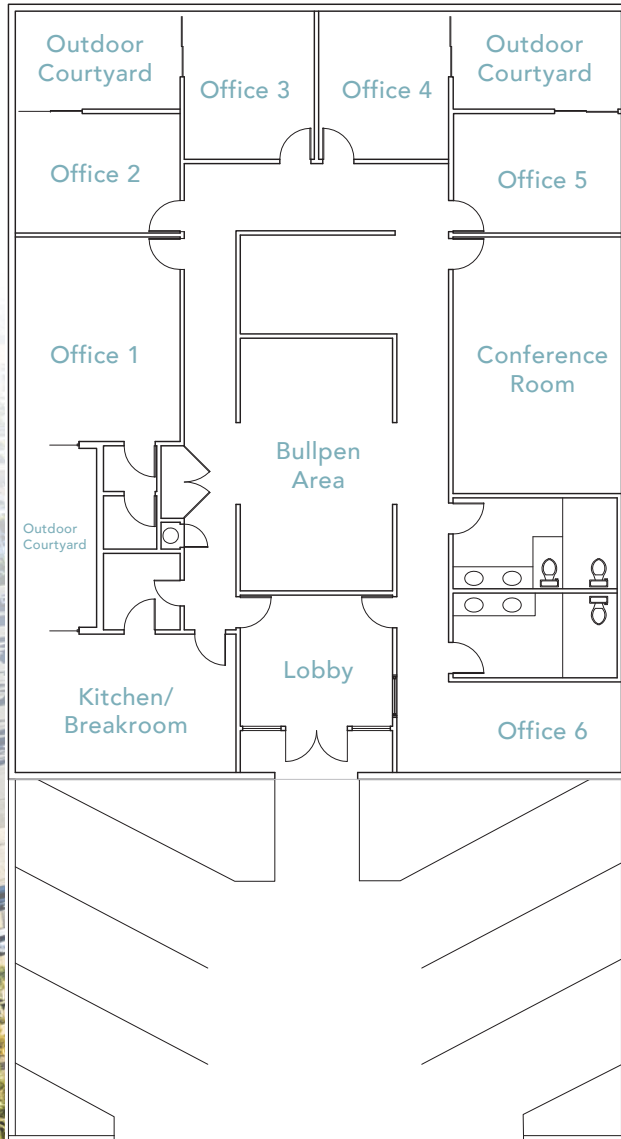 Outdoor
Courtyard
Office 3
Office 4
Outdoor
Courtyard
Office 2
Office 5
Office 1
Conference
Room
Bullpen
Area
Outdoor
Courtyard
Lobby
Kitchen/
Breakroom
Office 6